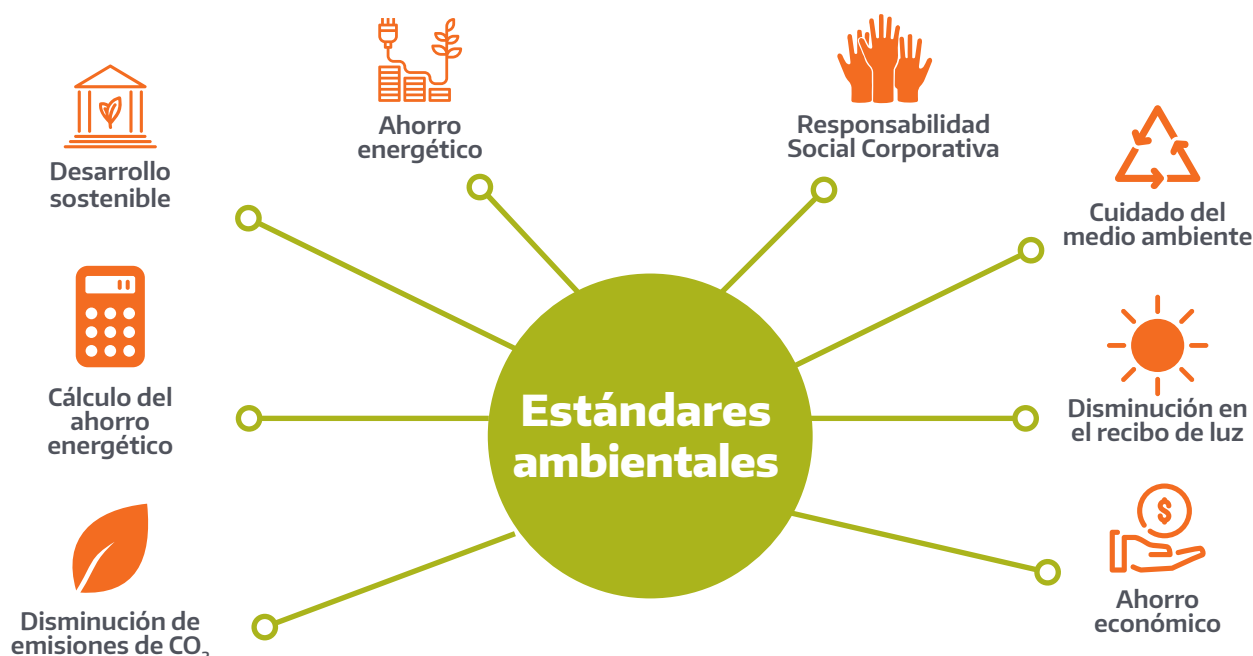 Ahorro
energético
Responsabilidad
Social Corporativa
Desarrollo
sostenible
Cuidado del
medio ambiente
Cálculo del
ahorro
energético
Estándares
ambientales
Disminución en
el recibo de luz
$
Ahorro
económico
Disminución de
emisiones de CO₂